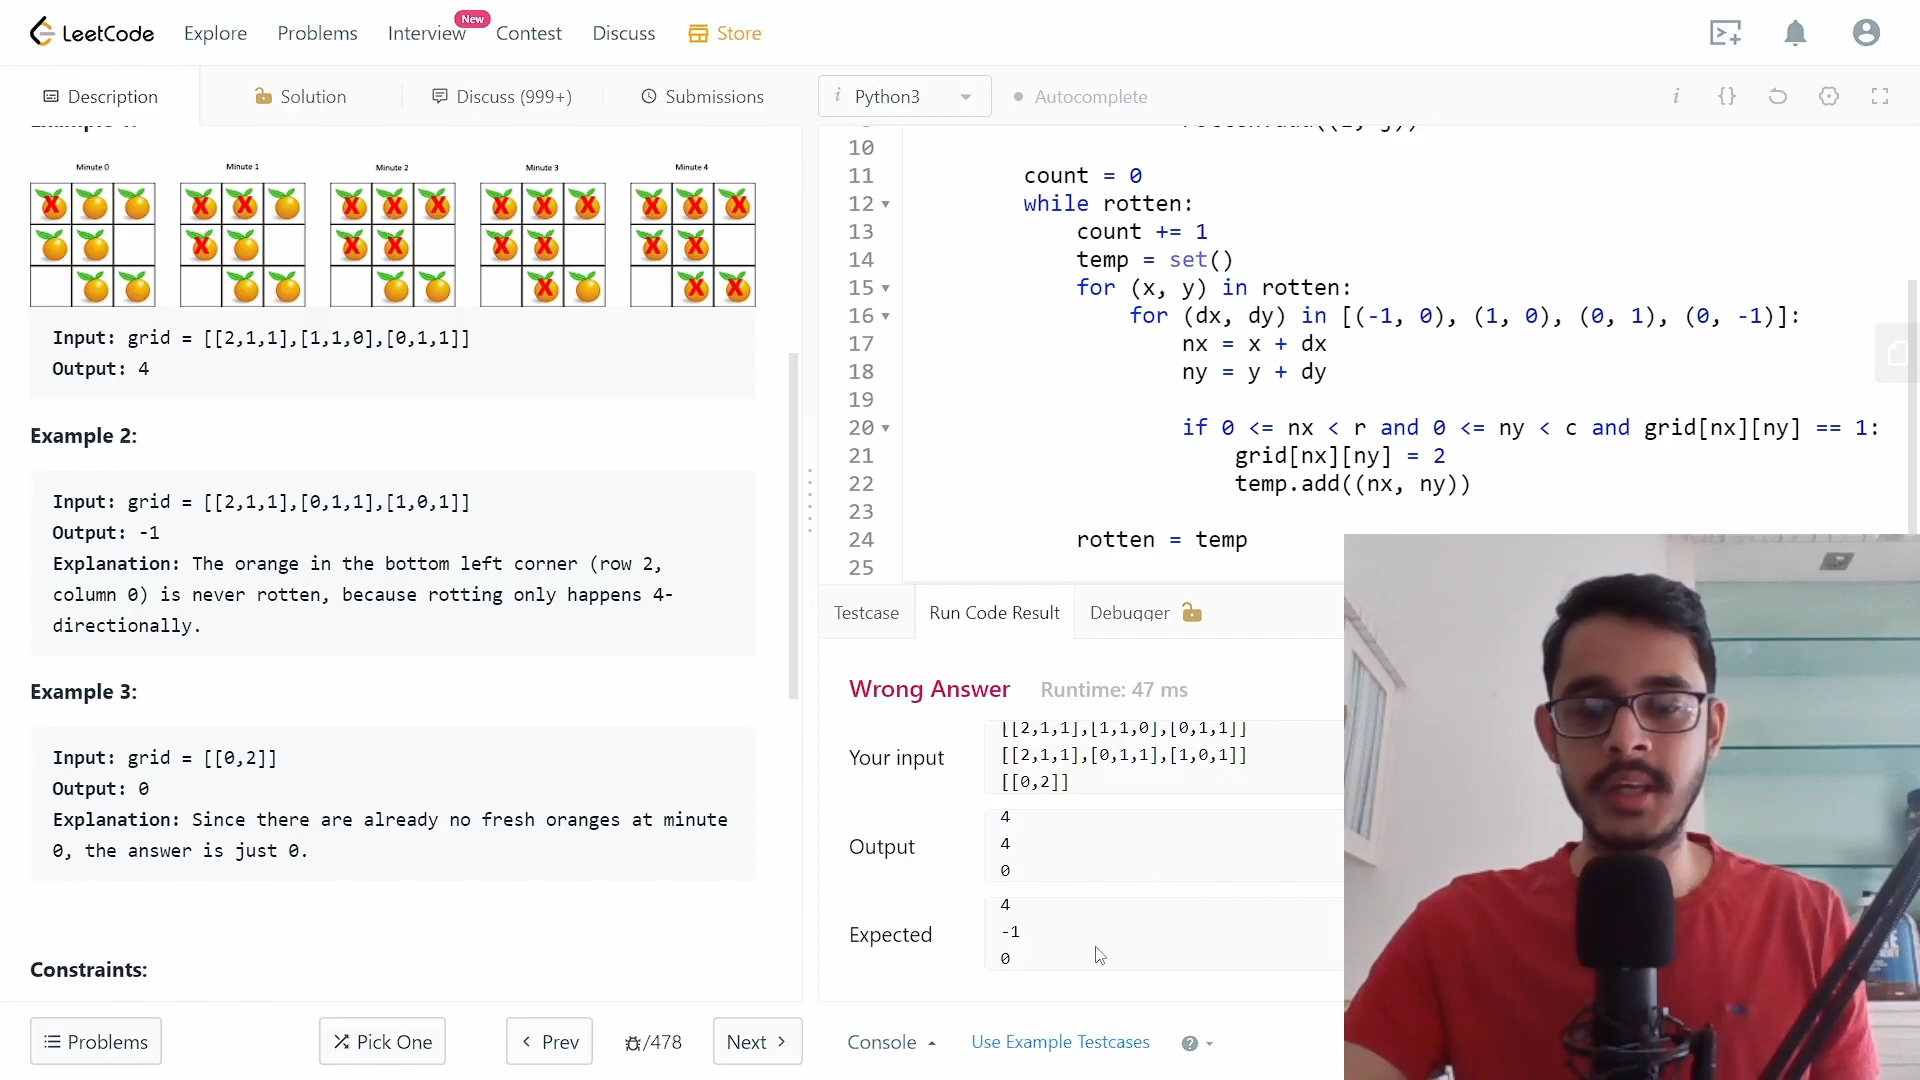 LeetCode
Explore
Problems
Interview
New
Contest
Discuss
Store
Description
Solution
Discuss (999+)
Submissions
i Python3
Autocomplete
i
{}
Minute 0
Minute 1
Minute 2
Minute 3
Minute 4
Input: grid = [[2,1,1],[1,1,0],[0,1,1]]
Output: 4
Example 2:
Input: grid = [[2,1,1],[0,1,1],[1,0,1]]
Output: -1
Explanation: The orange in the bottom left corner (row 2,
column 0) is never rotten, because rotting only happens 4-
directionally.
Example 3:
Input: grid = [[0,2]]
Output: 0
Explanation: Since there are already no fresh oranges at minute
0, the answer is just 0.
Constraints:
Problems
Pick One
Prev
/478
Next
10
11 count = 0
12 while rotten:
13 count += 1
14 temp = set()
15 for (x, y) in rotten:
16 for (dx, dy) in [(-1, 0), (1, 0), (0, 1), (0, -1)]:
17 nx = x + dx
18 ny = y + dy
19
20 if 0 <= nx < r and 0 <= ny < c and grid[nx][ny] == 1:
21 grid[nx][ny] = 2
22 temp.add((nx, ny))
23
24 rotten = temp
25
Testcase
Run Code Result
Debugger
Wrong Answer
Runtime: 47 ms
Your input
[[2,1,1],[1,1,0],[0,1,1]]
[[2,1,1],[0,1,1],[1,0,1]]
[[0,2]]
Output
4
4
0
Expected
4
-1
0
Console
Use Example Testcases
?